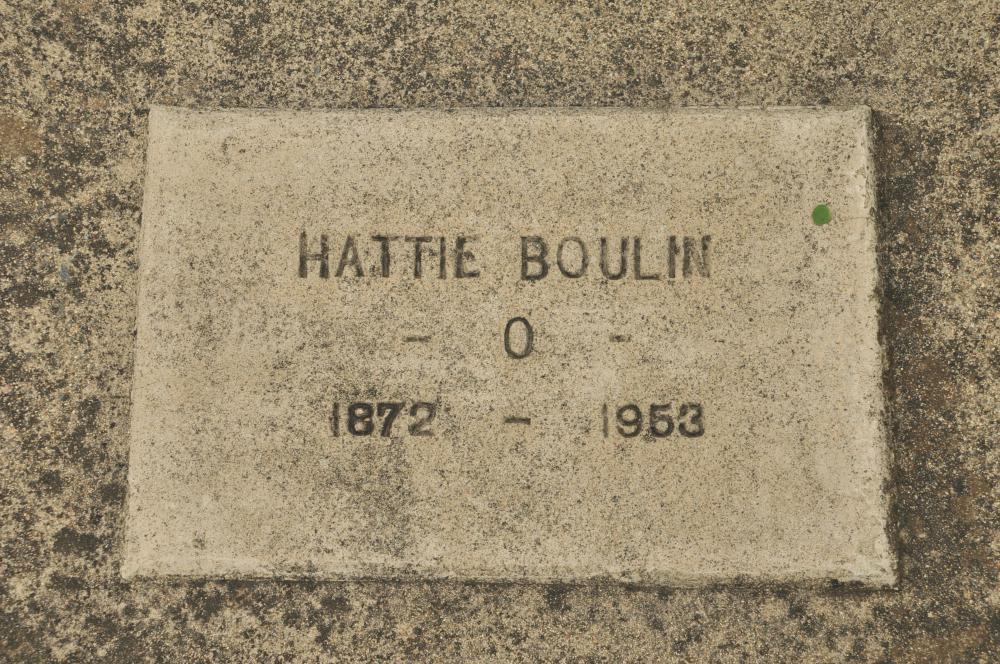 HATTIE BOULIN
- O -
1872 - 1953